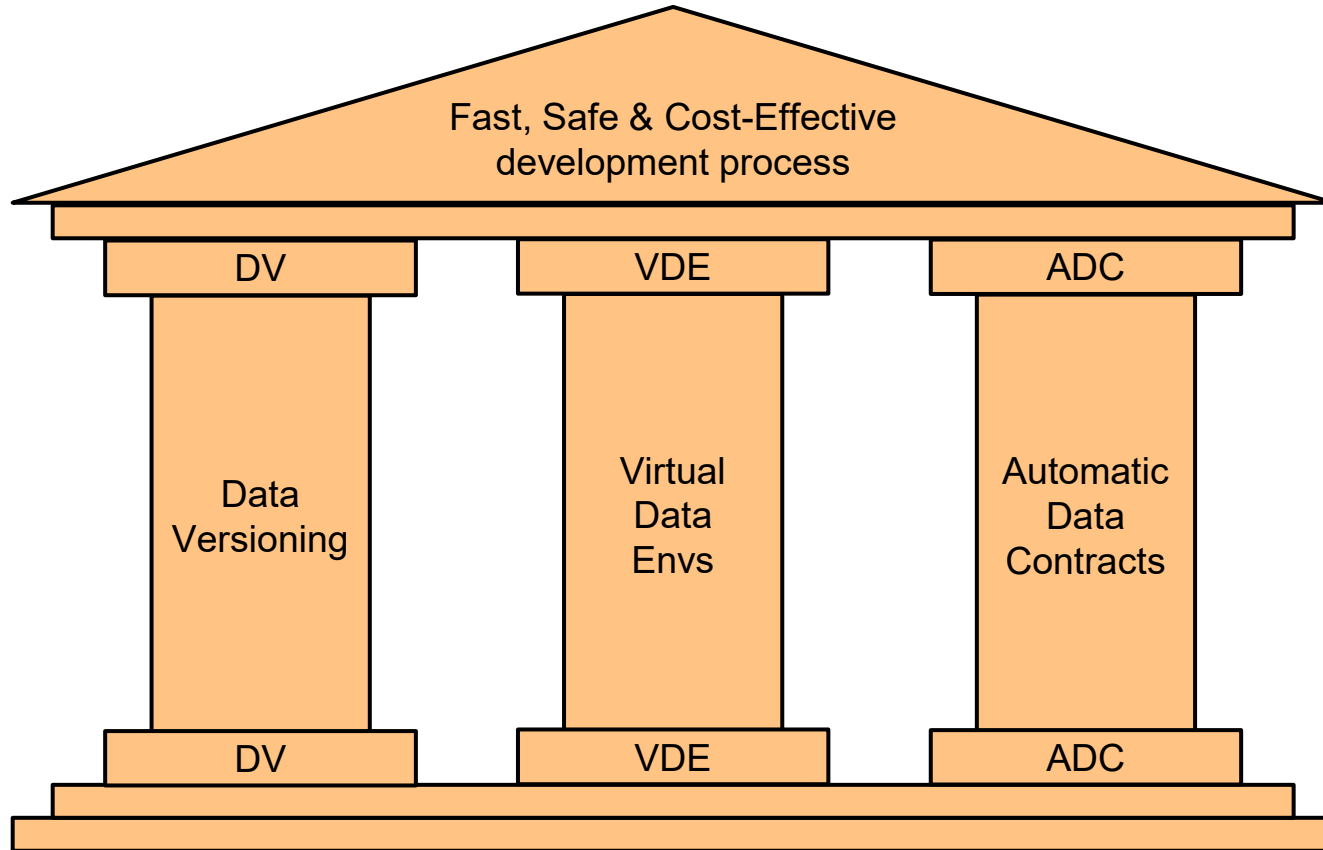 Fast, Safe & Cost-Effective
development process
DV
VDE
ADC
Data
Versioning
Virtual
Data
Envs
Automatic
Data
Contracts
DV
VDE
ADC